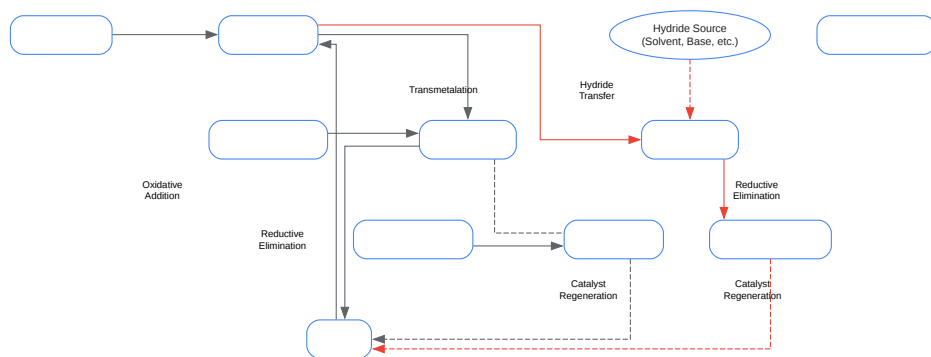 Hydride Source
(Solvent, Base, etc.)
Transmetalation
Hydride
Transfer
Oxidative
Addition
Reductive
Elimination
Reductive
Elimination
Catalyst
Regeneration
Catalyst
Regeneration